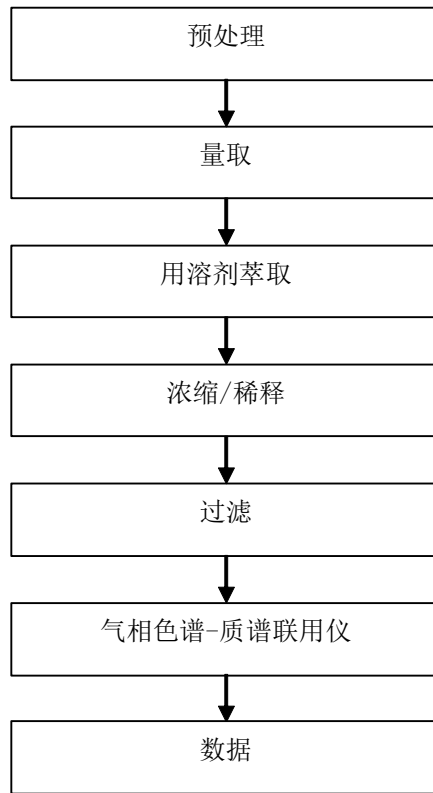 预处理
量取
用溶剂萃取
浓缩/稀释
过滤
气相色谱-质谱联用仪
数据